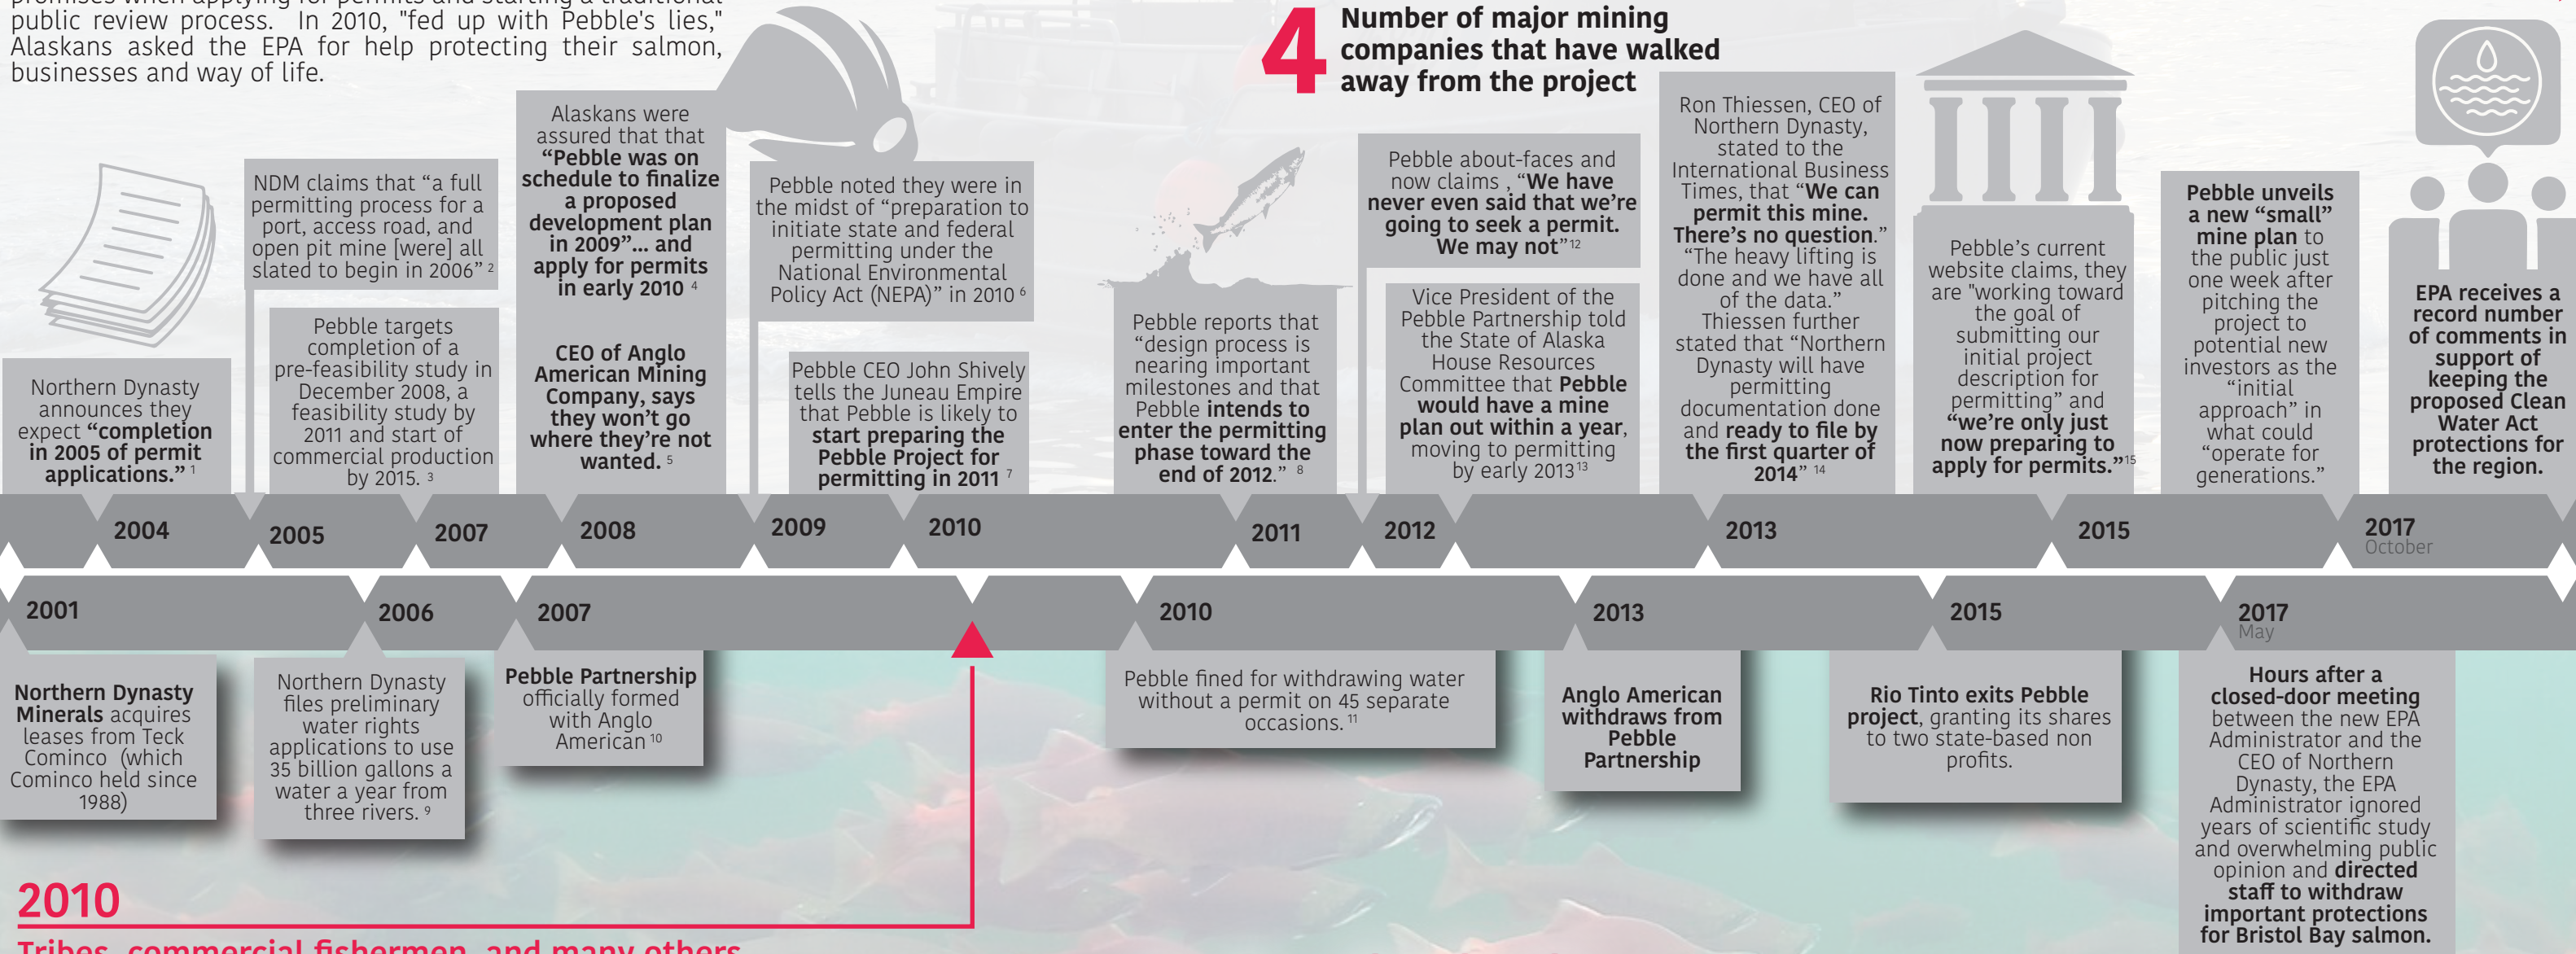 promises when applying for permits and starting a traditional
public review process. In 2010, "fed up with Pebble's lies,"
Alaskans asked the EPA for help protecting their salmon,
businesses and way of life.
4
Number of major mining
companies that have walked
away from the project
Northern Dynasty
announces they
expect “completion
in 2005 of permit
applications.” 1
NDM claims that “a full
permitting process for a
port, access road, and
open pit mine [were] all
slated to begin in 2006” 2
Pebble targets
completion of a
pre-feasibility study in
December 2008, a
feasibility study by
2011 and start of
commercial production
by 2015. 3
Alaskans were
assured that that
“Pebble was on
schedule to finalize
a proposed
development plan
in 2009”... and
apply for permits
in early 2010 4
CEO of Anglo
American Mining
Company, says
they won’t go
where they’re not
wanted. 5
Pebble noted they were in
the midst of “preparation to
initiate state and federal
permitting under the
National Environmental
Policy Act (NEPA)” in 2010 6
Pebble CEO John Shively
tells the Juneau Empire
that Pebble is likely to
start preparing the
Pebble Project for
permitting in 2011 7
Pebble reports that
“design process is
nearing important
milestones and that
Pebble intends to
enter the permitting
phase toward the
end of 2012.” 8
Pebble about-faces and
now claims , “We have
never even said that we’re
going to seek a permit.
We may not” 12
Vice President of the
Pebble Partnership told
the State of Alaska
House Resources
Committee that Pebble
would have a mine
plan out within a year,
moving to permitting
by early 2013 13
Ron Thiessen, CEO of
Northern Dynasty,
stated to the
International Business
Times, that “We can
permit this mine.
There’s no question.”
“The heavy lifting is
done and we have all
of the data.”
Thiessen further
stated that “Northern
Dynasty will have
permitting
documentation done
and ready to file by
the first quarter of
2014” 14
Pebble’s current
website claims, they
are "working toward
the goal of
submitting our
initial project
description for
permitting” and
“we’re only just
now preparing to
apply for permits.” 15
Pebble unveils
a new “small”
mine plan to
the public just
one week after
pitching the
project to
potential new
investors as the
“initial
approach” in
what could
“operate for
generations.”
EPA receives a
record number
of comments in
support of
keeping the
proposed Clean
Water Act
protections for
the region.
2004
2005
2007
2008
2009
2010
2011
2012
2013
2015
2017
October
2001
2006
2007
2010
2013
2015
2017
May
Northern Dynasty
Minerals acquires
leases from Teck
Cominco (which
Cominco held since
1988)
Northern Dynasty
files preliminary
water rights
applications to use
35 billion gallons a
water a year from
three rivers. 9
Pebble Partnership
officially formed
with Anglo
American 10
Pebble fined for withdrawing water
without a permit on 45 separate
occasions. 11
Anglo American
withdraws from
Pebble
Partnership
Rio Tinto exits Pebble
project, granting its shares
to two state-based non
profits.
Hours after a
closed-door meeting
between the new EPA
Administrator and the
CEO of Northern
Dynasty, the EPA
Administrator ignored
years of scientific study
and overwhelming public
opinion and directed
staff to withdraw
important protections
for Bristol Bay salmon.
2010
Tribes, commercial fishermen, and many others